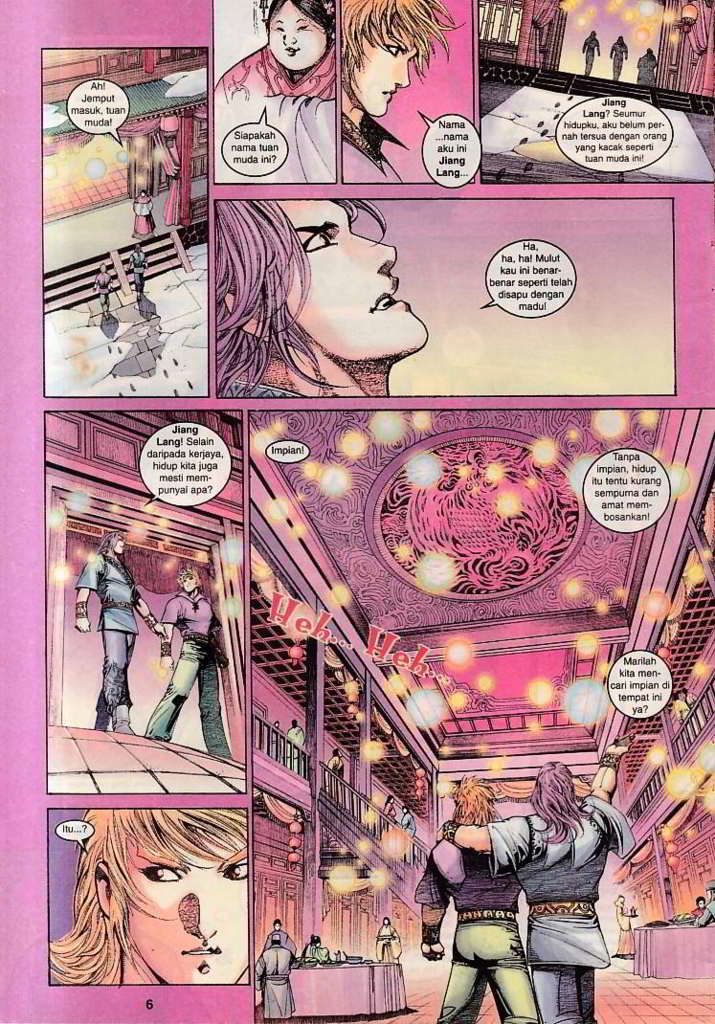 Ah!
Jemput
masuk, tuan
muda!
Siapakah
nama tuan
muda ini?
Nama
...nama
aku ini
Jiang
Lang...
Jiang
Lang? Seumur
hidupku, aku belum per-
nah tersua dengan orang
yang kacak seperti
tuan muda ini!
Ha,
ha, ha! Mulut
kau ini benar-
benar seperti telah
disapu dengan
madu!
Jiang
Lang! Selain
daripada kerjaya,
hidup kita juga
mesti mem-
punyai apa?
Impian!
Tanpa
impian, hidup
itu tentu kurang
sempurna dan
amat mem-
bosankan!
Heh... Heh...
Marilah
kita men-
cari impian di
tempat ini
ya?
Itu...?
6